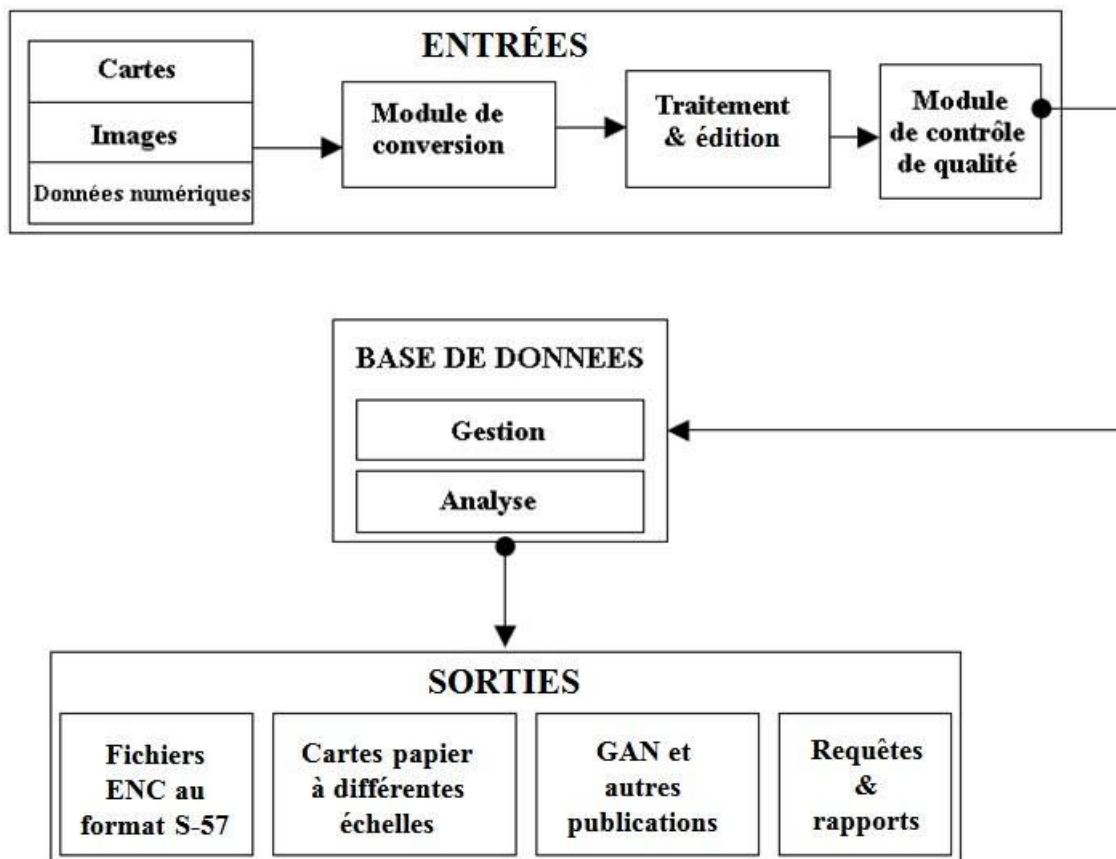 ENTRÉES
Cartes
Images
Données numériques
Module de
conversion
Traitement
& édition
Module
de contrôle
de qualité
BASE DE DONNEES
Gestion
Analyse
SORTIES
Fichiers
ENC au
format S-57
Cartes papier
à différentes
échelles
GAN et
autres
publications
Requêtes
&
rapports